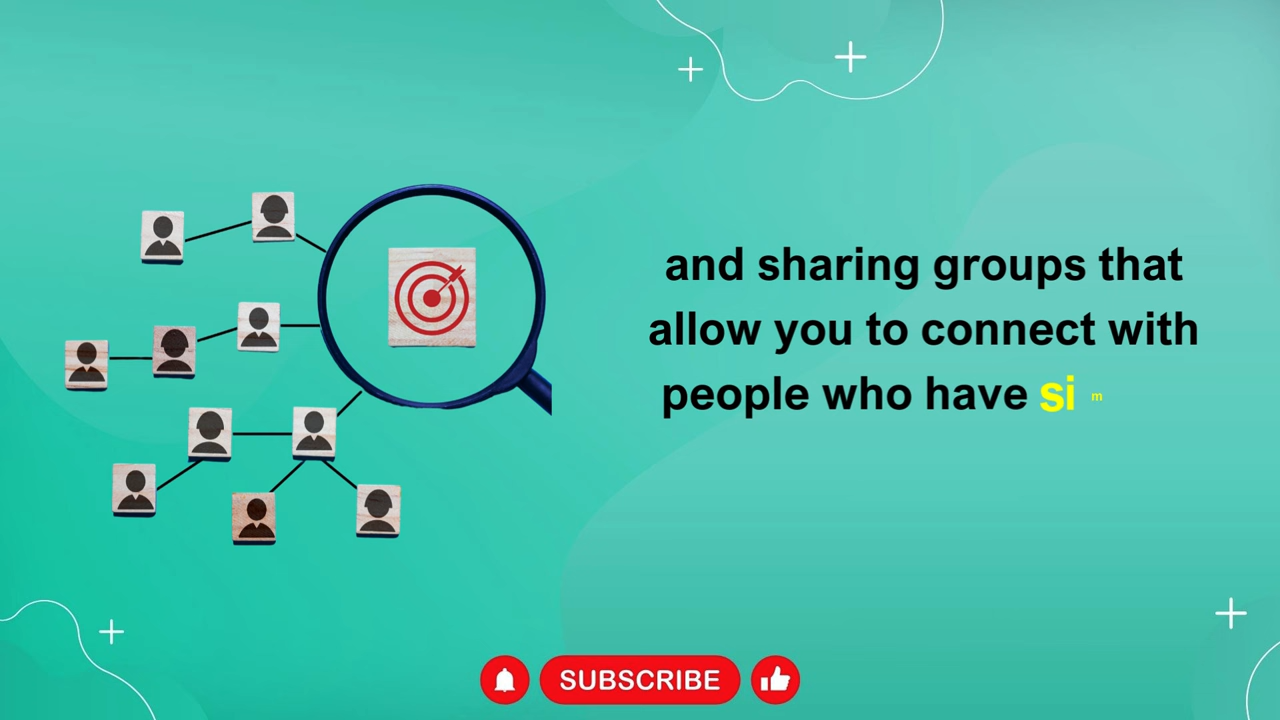 and sharing groups that
allow you to connect with
people who have si m
SUBSCRIBE